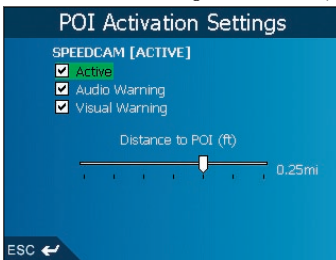 POI Activation Settings
SPEEDCAM [ACTIVE]
Active
Audio Warning
Visual Warning
Distance to POI (ft)
0.25mi
ESC